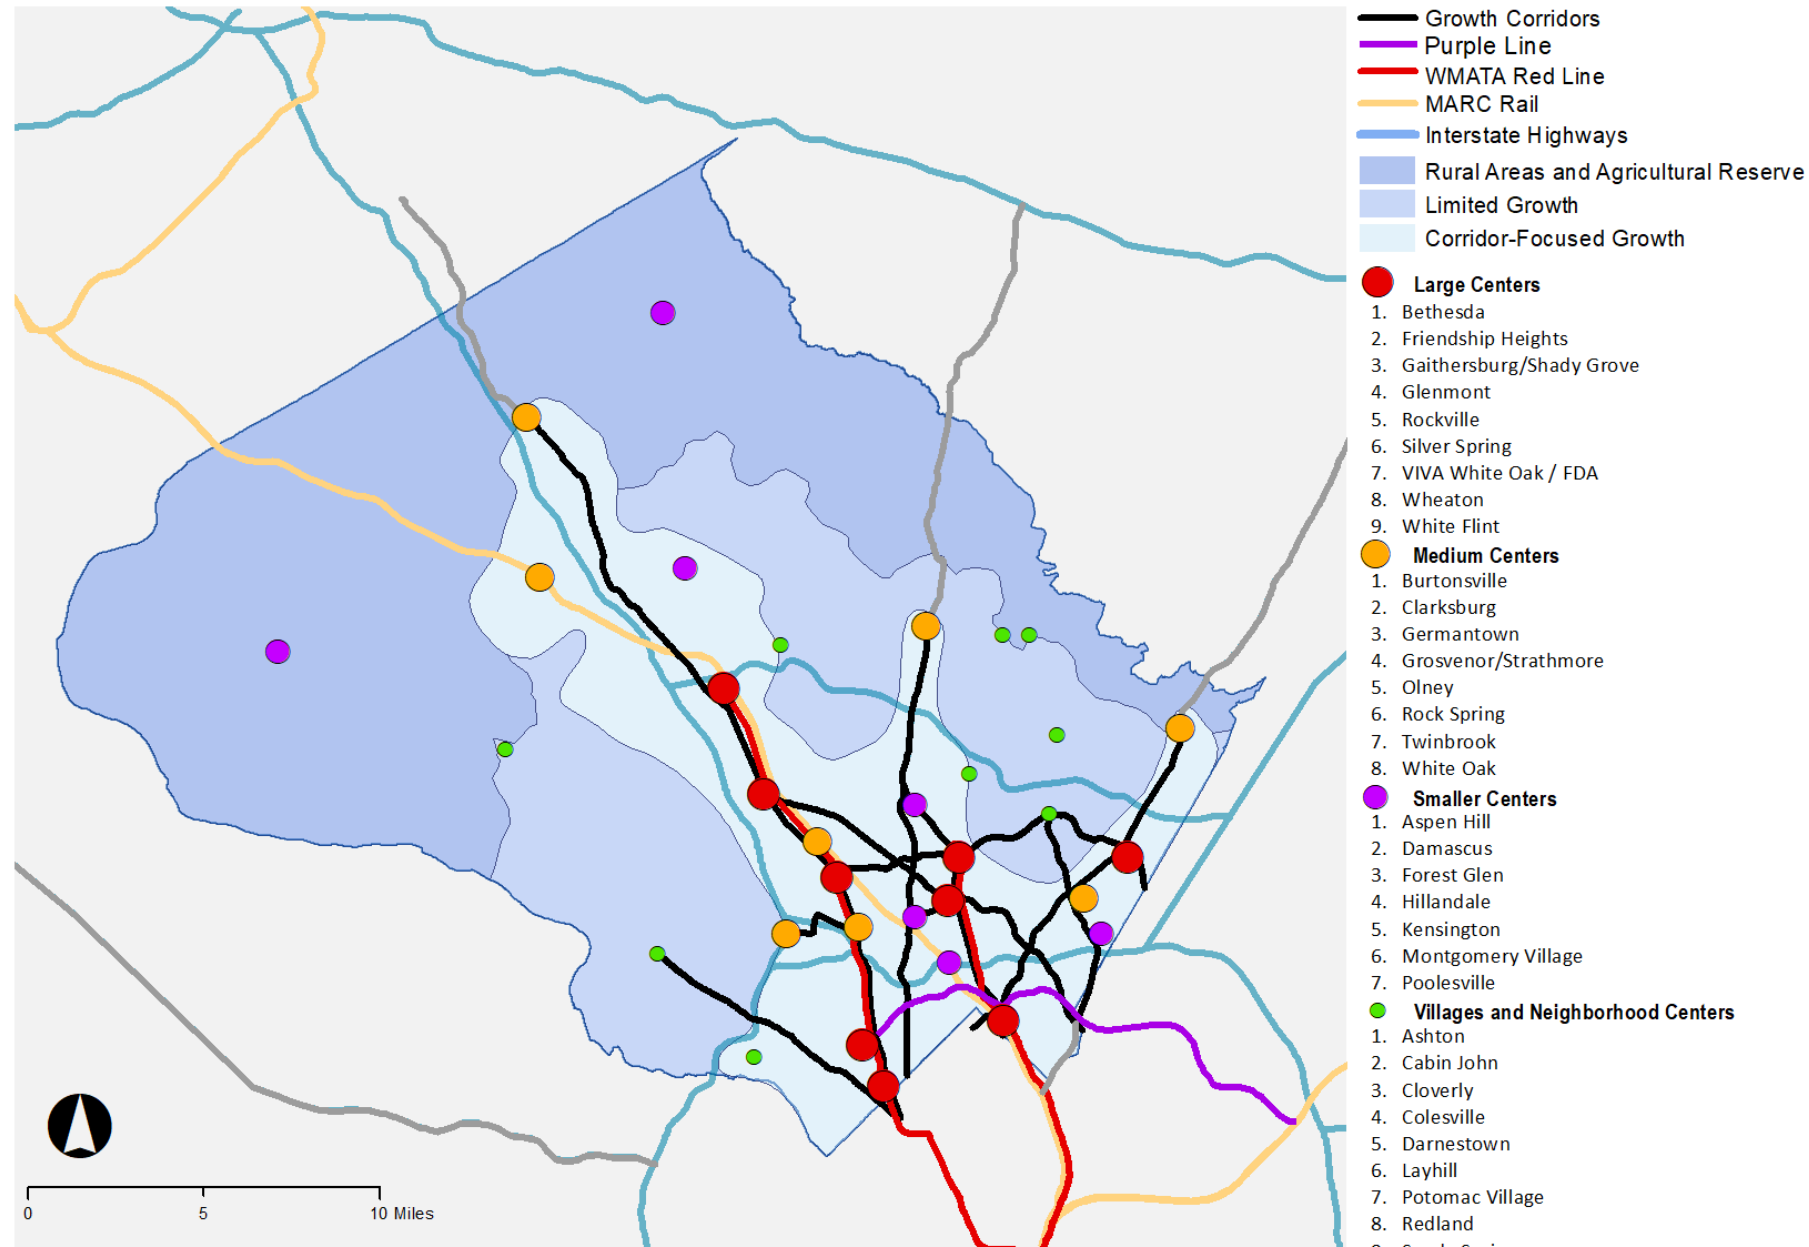 Growth Corridors
Purple Line
WMATA Red Line
MARC Rail
Interstate Highways
Rural Areas and Agricultural Reserve
Limited Growth
Corridor-Focused Growth
Large Centers
1. Bethesda
2. Friendship Heights
3. Gaithersburg/Shady Grove
4. Glenmont
5. Rockville
6. Silver Spring
7. VIVA White Oak / FDA
8. Wheaton
9. White Flint
Medium Centers
1. Burtonsville
2. Clarksburg
3. Germantown
4. Grosvenor/Strathmore
5. Olney
6. Rock Spring
7. Twinbrook
8. White Oak
Smaller Centers
1. Aspen Hill
2. Damascus
3. Forest Glen
4. Hillandale
5. Kensington
6. Montgomery Village
7. Poolesville
Villages and Neighborhood Centers
1. Ashton
2. Cabin John
3. Cloverly
4. Colesville
5. Darnestown
6. Layhill
7. Potomac Village
8. Redland
0 5 10 Miles